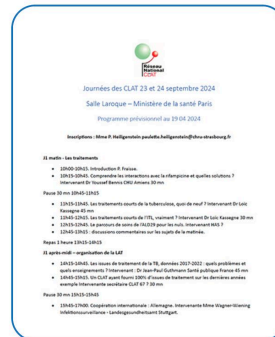 Réseau
National
CLAT
Journées des CLAT 23 et 24 septembre 2024
Salle Laroque – Ministère de la santé Paris
Programme prévisionnel au 29 04 2024
Inscriptions : Mme P. Heiligenstein paulette.heiligenstein@chru-strasbourg.fr
J1 matin - Les traitements
• 10h00-10h15. Introduction P. Fraisse.
• 10h15-10h45. Comprendre les interactions avec la rifampicine et quelles solutions ?
Intervenant Dr Youssef Bennis CHU Amiens 30 mn
Pause 30 mn 10h45-11h15
• 11h15-11h45. Les traitements courts de la tuberculose, quoi de neuf ? Intervenant Dr Loïc
Kassegne 45 mn
• 11h45-12h15. Les traitements courts de l'ITL, vraiment ? Intervenant Dr Loïc Kassegne 30 mn
• 12h15-12h45. Le parcours de soins de l'ALD29 pour les nuls. Intervenant NAS ?
• 12h45-13h15 : discussions commentaires sur les sujets de la matinée.
Repas 1 heure 13h15-14h15
J1 après-midi – organisation de la LAT
• 14h15-14h45. Les issues de traitement de la TB, données 2017-2022 : quels problèmes et
quels enseignements ? Intervenant : Dr Jean-Paul Guthmann Santé publique France 45 mn
• 14h45-15h15. Un CLAT ayant fourni 100% d'issues de traitement sur les dernières années
exemple Intervenante secrétaire CLAT 67 ? 30 mn
Pause 30 mn 15h15-15h45
• 15h45-17h00. Coopération internationale : Allemagne. Intervenante Mme Wagner-Wiening
Infektionssurveillance - Landesgesundheitsamt Stuttgart.